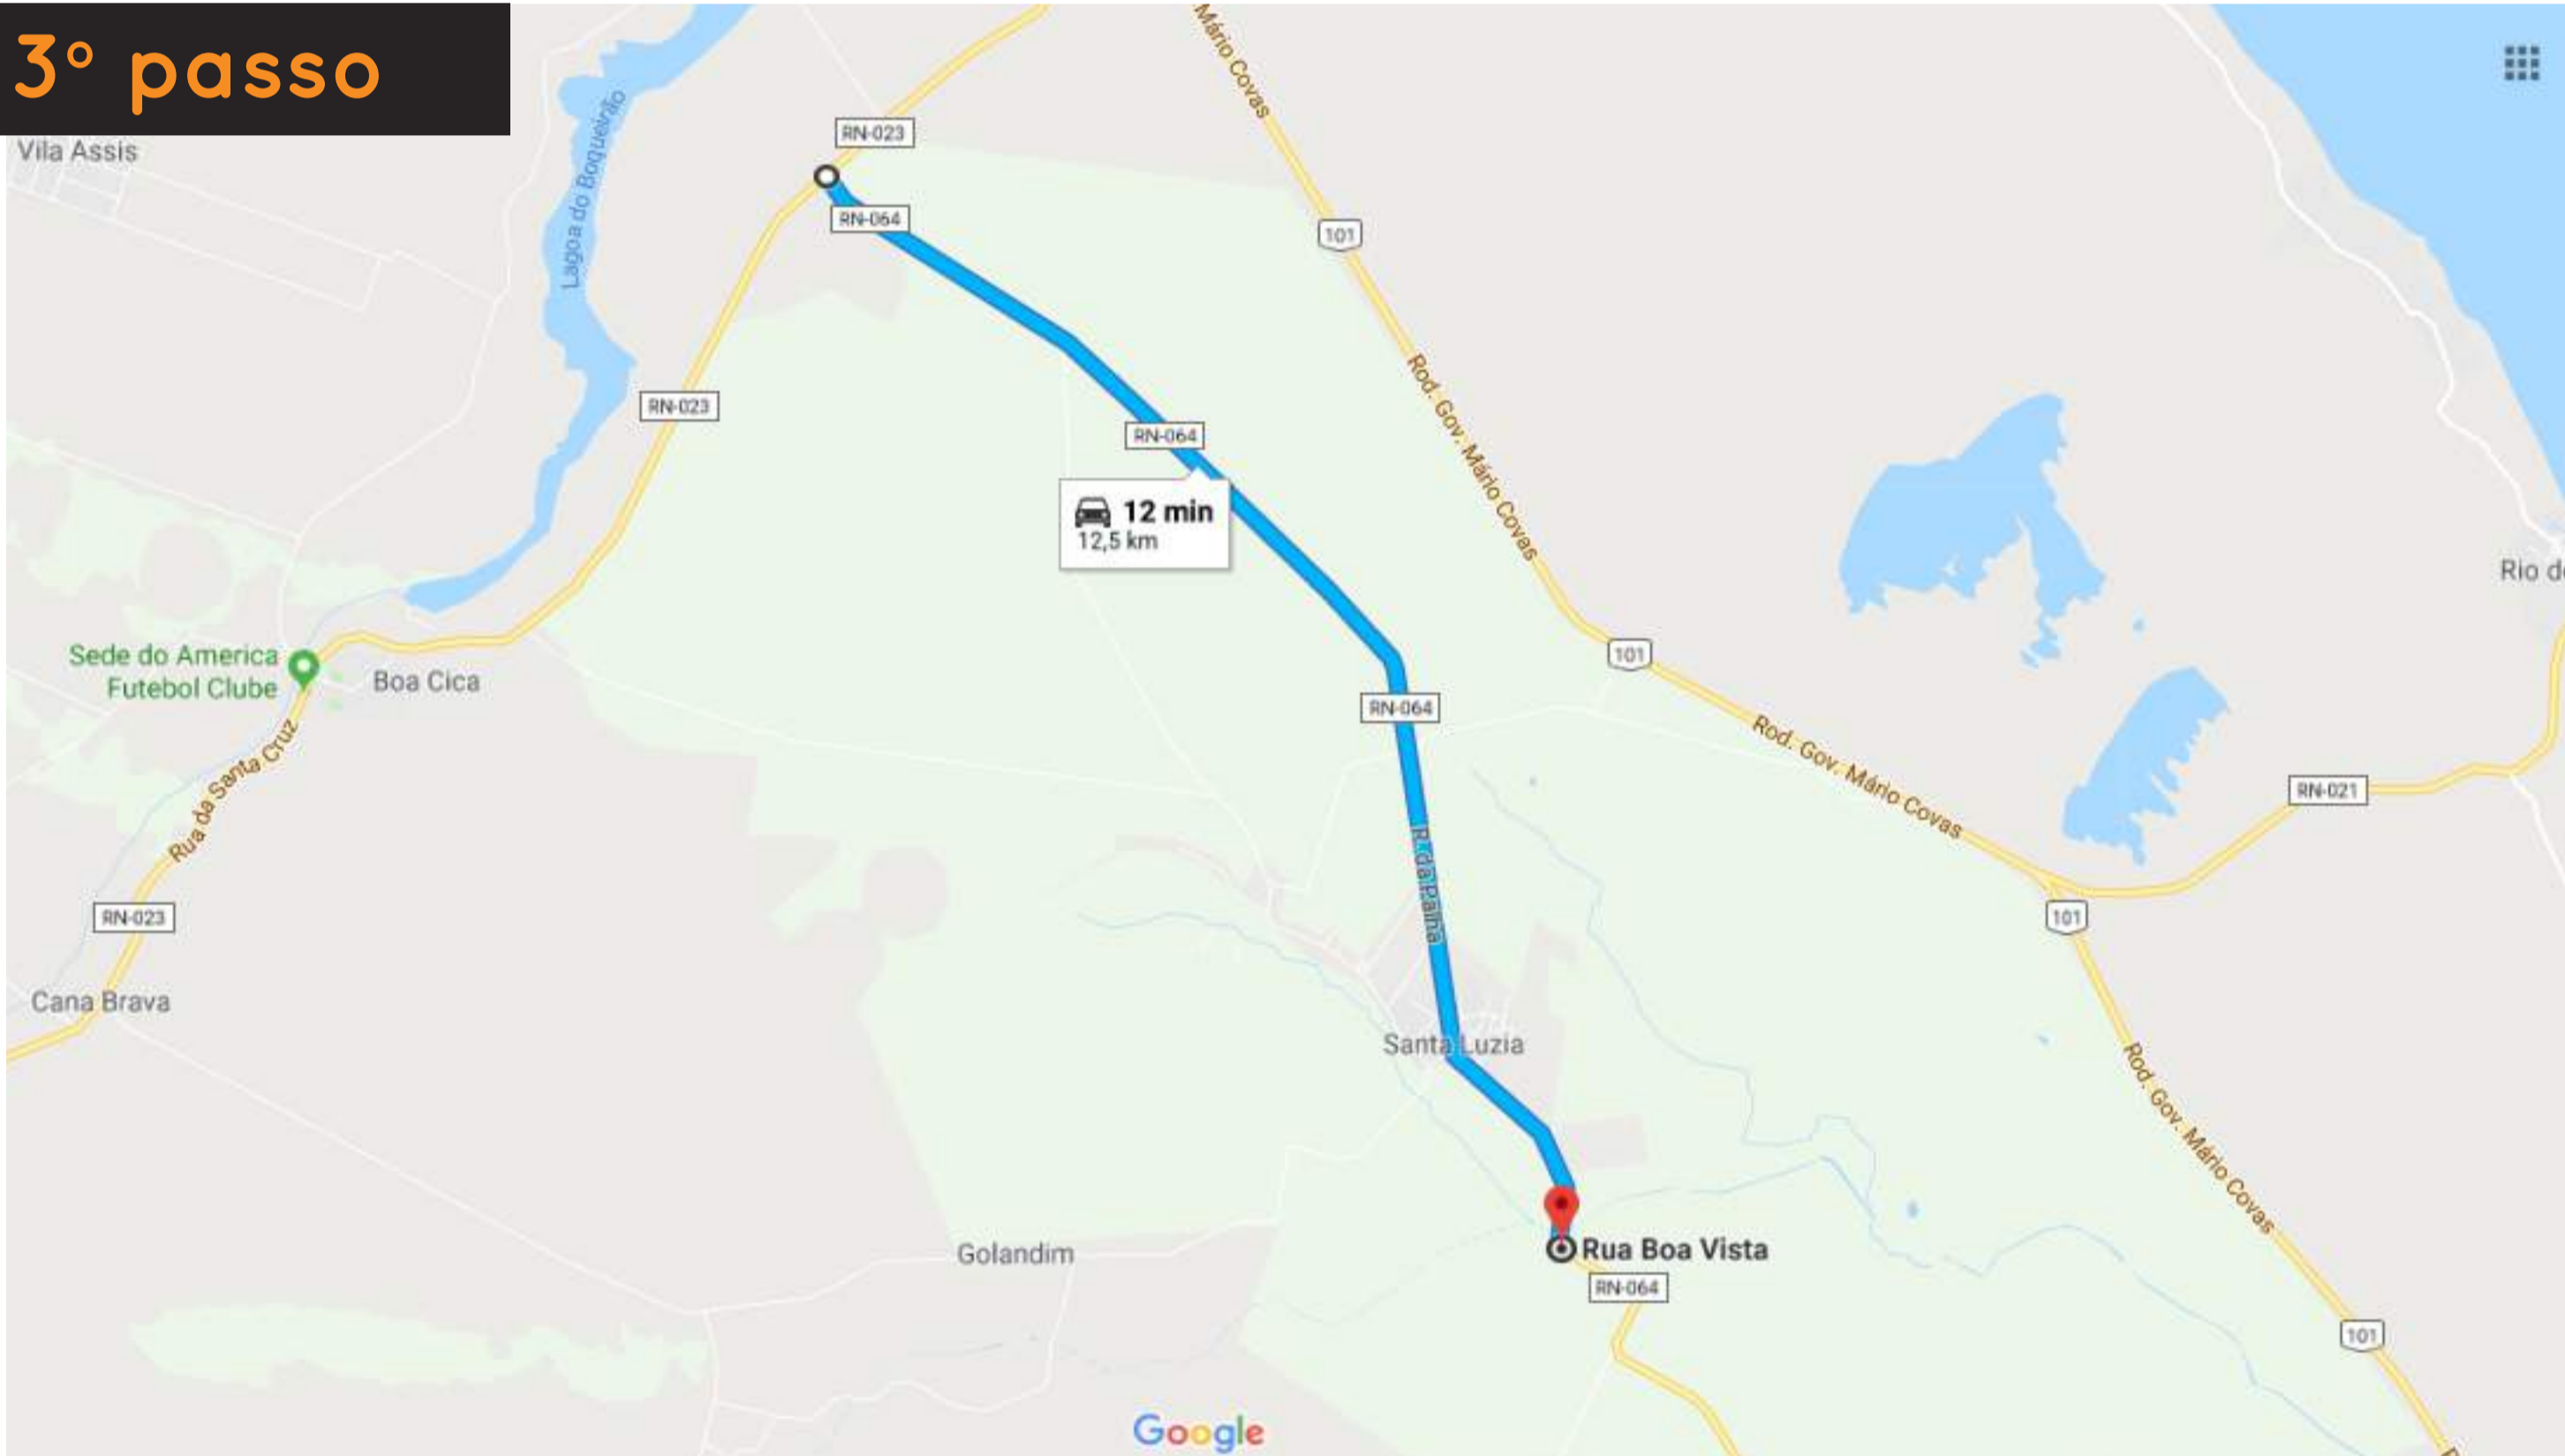 3° passo
Mário Covas
Vila Assis
Lagoa do Boqueirão
RN-023
RN-064
101
RN-023
Rod. Gov. Mário Covas
RN-064
12 min
12,5 km
Rio d
101
Sede do America
Futebol Clube
Boa Cica
RN-064
Rua da Santa Cruz
Rod. Gov. Mário Covas
RN-021
R. da Palha
RN-023
101
Cana Brava
Santa Luzia
Rod. Gov. Mário Covas
Golandim
Rua Boa Vista
RN-064
101
Google